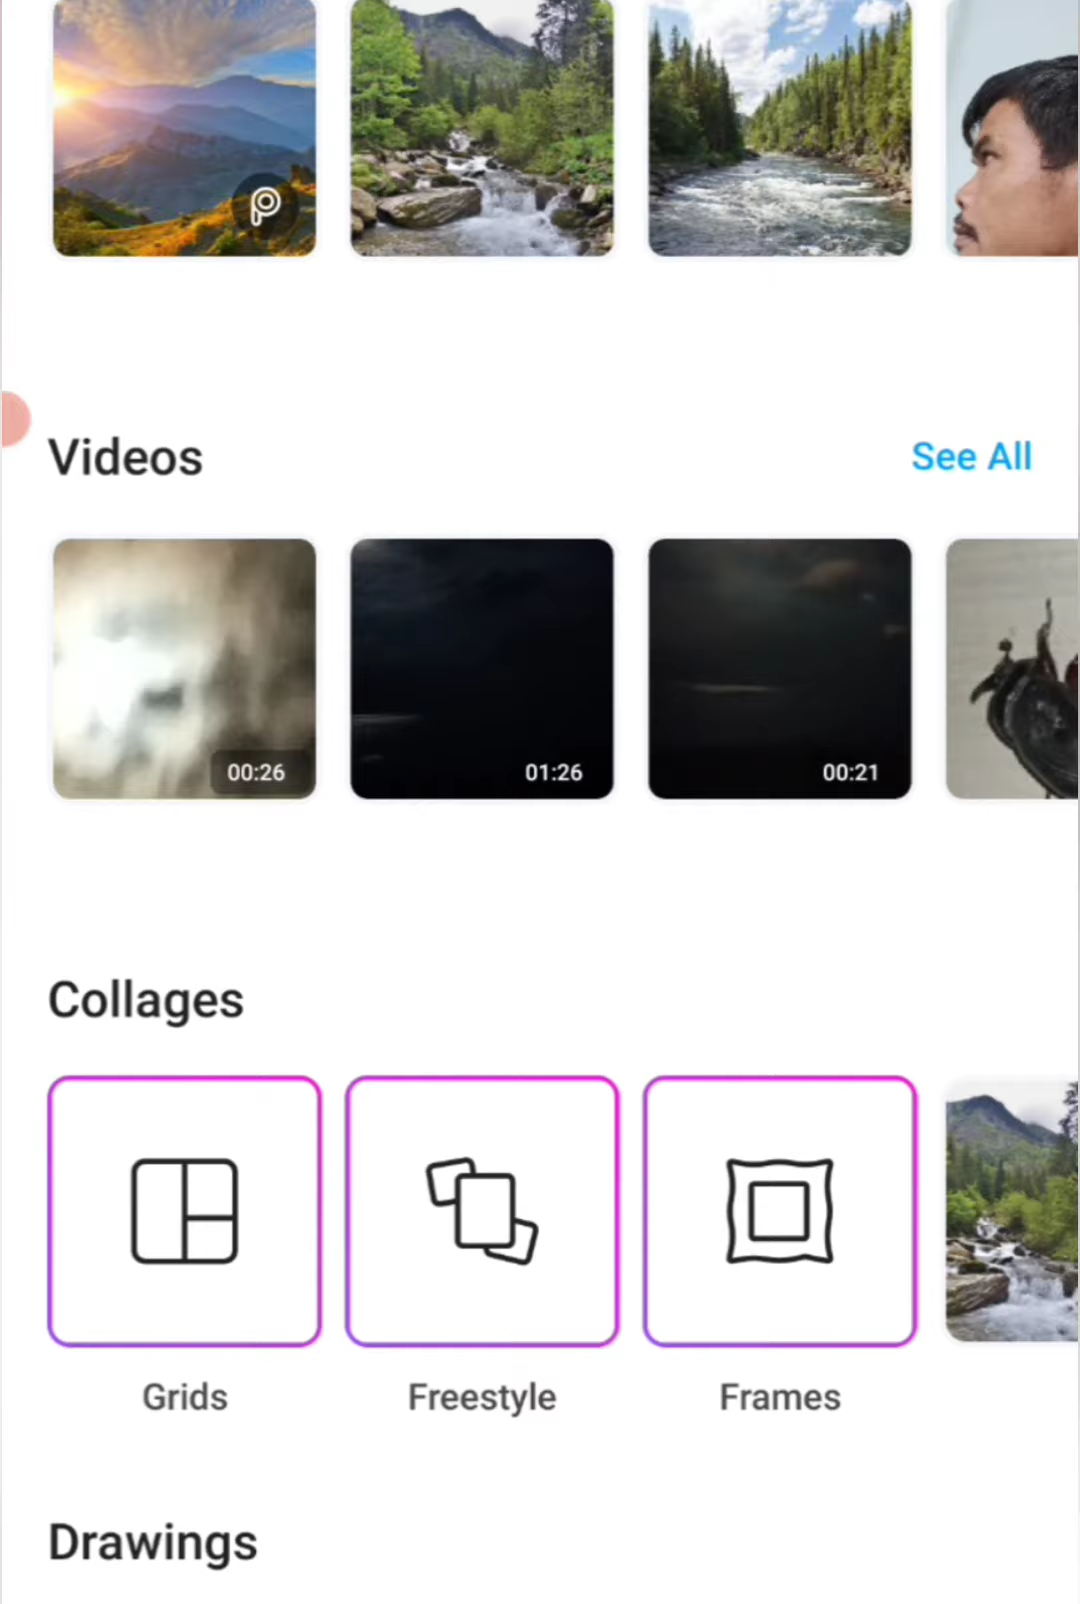 Videos
See All
00:26
01:26
00:21
Collages
Grids
Freestyle
Frames
Drawings